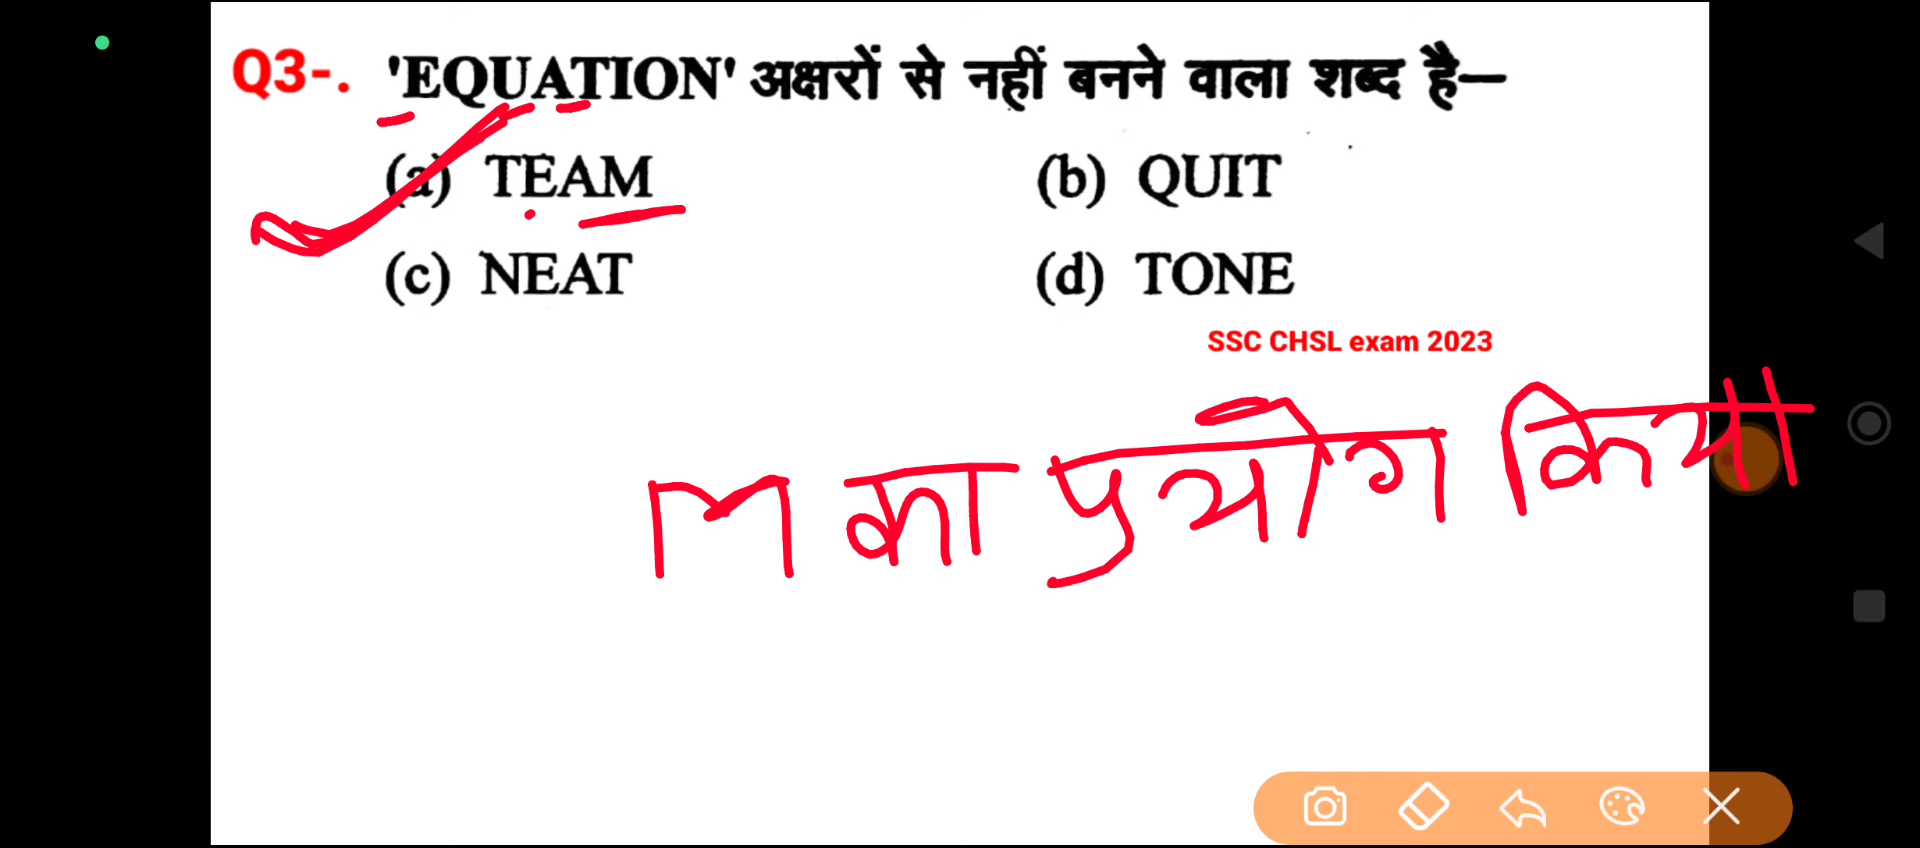 Q3-. 'EQUATION' अक्षरों से नहीं बनने वाला शब्द है—
(a) TEAM (b) QUIT
(c) NEAT (d) TONE
SSC CHSL exam 2023
M का प्रयोग किया